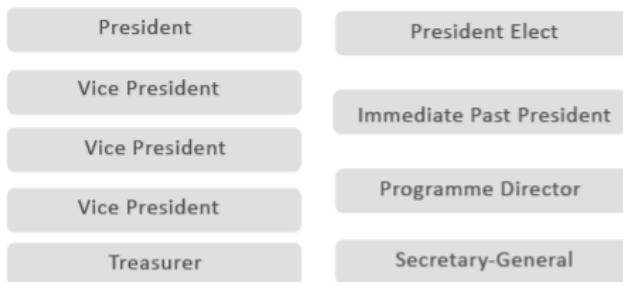 President
Vice President
Vice President
Vice President
Treasurer
President Elect
Immediate Past President
Programme Director
Secretary-General